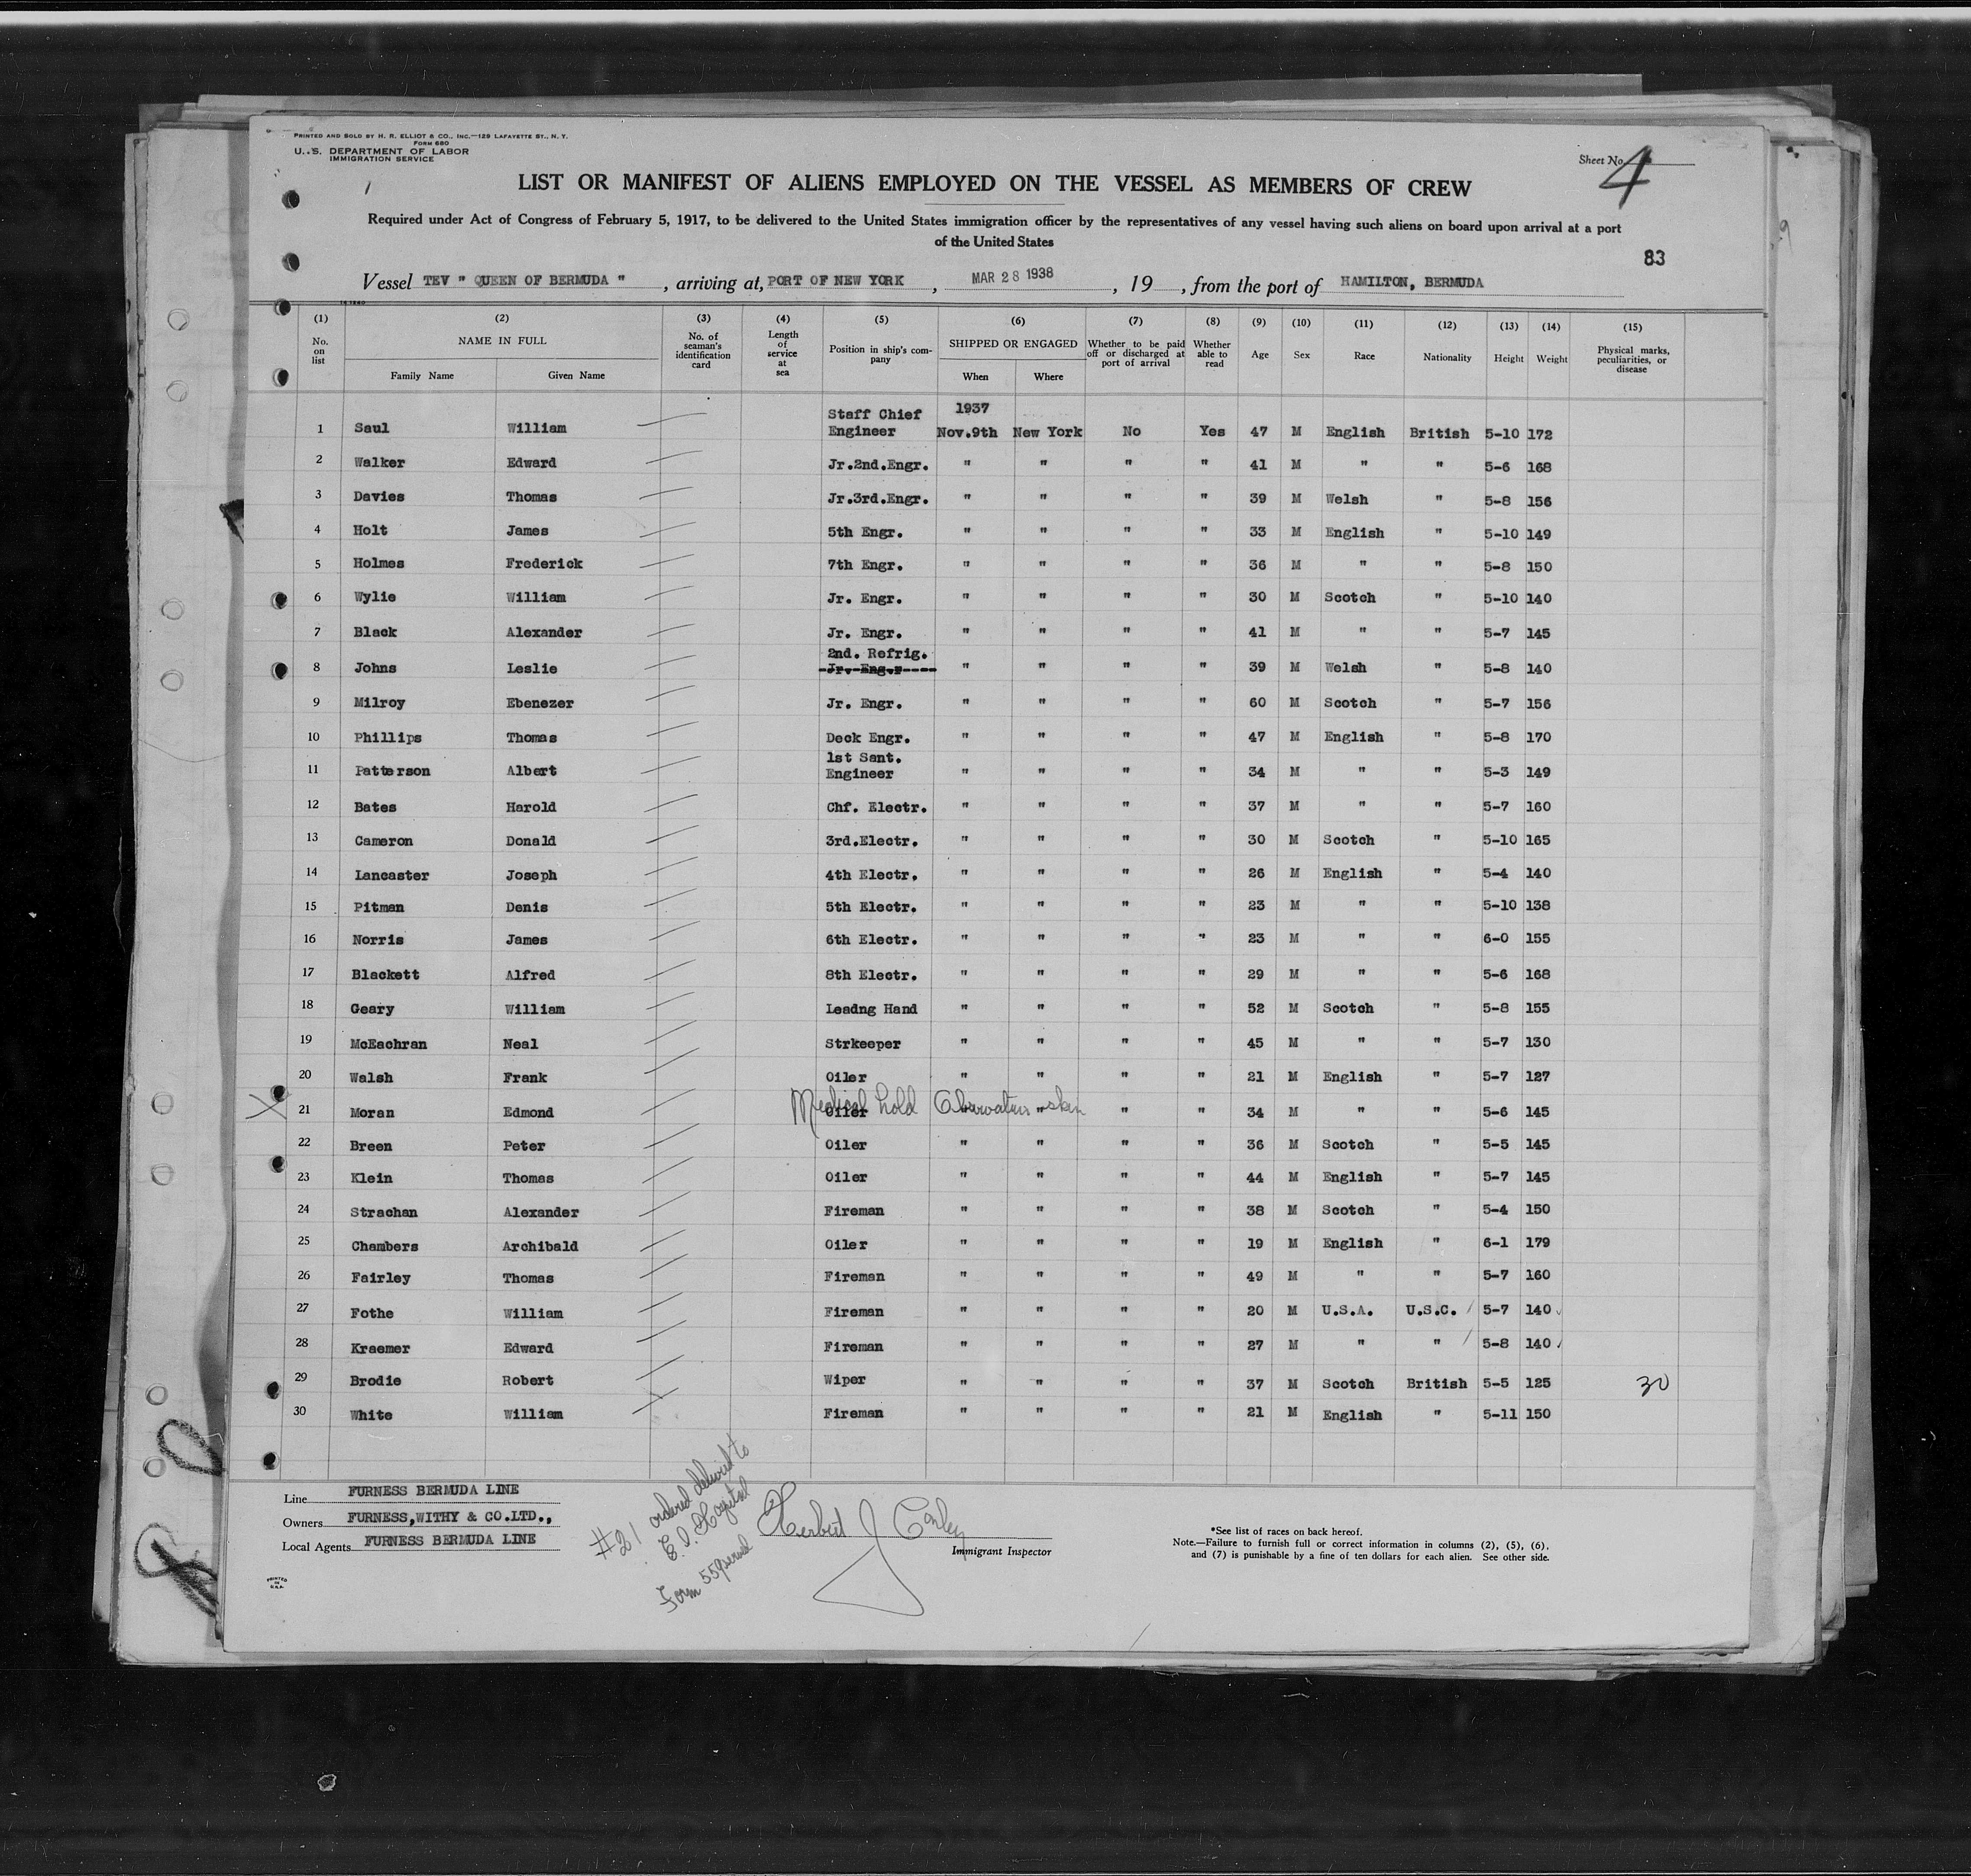 PRINTED AND SOLD BY H. R. ELLIOT & CO., INC.—129 LAFAYETTE ST., N. Y.
FORM 680
U. S. DEPARTMENT OF LABOR
IMMIGRATION SERVICE
Sheet No. 4
LIST OR MANIFEST OF ALIENS EMPLOYED ON THE VESSEL AS MEMBERS OF CREW
Required under Act of Congress of February 5, 1917, to be delivered to the United States immigration officer by the representatives of any vessel having such aliens on board upon arrival at a port
of the United States
83
Vessel TEV " QUEEN OF BERMUDA " , arriving at, PORT OF NEW YORK , MAR 28 1938 , 19 , from the port of HAMILTON, BERMUDA
(1) (2) (3) (4) (5) (6) (7) (8) (9) (10) (11) (12) (13) (14) (15)
No. on list NAME IN FULL Family Name Given Name No. of seaman's identification card Length of service at sea Position in ship's company SHIPPED OR ENGAGED When Where Whether to be paid off or discharged at port of arrival Whether able to read Age Sex Race Nationality Height Weight Physical marks, peculiarities, or disease
1 Saul William Staff Chief Engineer 1937 Nov.9th New York No Yes 47 M English British 5-10 172
2 Walker Edward Jr.2nd.Engr. " " " " 41 M " " 5-6 168
3 Davies Thomas Jr.3rd.Engr. " " " " 39 M Welsh " 5-8 156
4 Holt James 5th Engr. " " " " 33 M English " 5-10 149
5 Holmes Frederick 7th Engr. " " " " 36 M " " 5-8 150
6 Wylie William Jr. Engr. " " " " 30 M Scotch " 5-10 140
7 Black Alexander Jr. Engr. " " " " 41 M " " 5-7 145
8 Johns Leslie 2nd. Refrig. Jr. Engr " " " " 39 M Welsh " 5-8 140
9 Milroy Ebenezer Jr. Engr. " " " " 60 M Scotch " 5-7 156
10 Phillips Thomas Deck Engr. " " " " 47 M English " 5-8 170
11 Patterson Albert 1st Sant. Engineer " " " " 34 M " " 5-3 149
12 Bates Harold Chf. Electr. " " " " 37 M " " 5-7 160
13 Cameron Donald 3rd.Electr. " " " " 30 M Scotch " 5-10 165
14 Lancaster Joseph 4th Electr. " " " " 26 M English " 5-4 140
15 Pitman Denis 5th Electr. " " " " 23 M " " 5-10 138
16 Norris James 6th Electr. " " " " 23 M " " 6-0 155
17 Blackett Alfred 8th Electr. " " " " 29 M " " 5-6 168
18 Geary William Leadng Hand " " " " 52 M Scotch " 5-8 155
19 McEachran Neal Strkeeper " " " " 45 M " " 5-7 130
20 Walsh Frank Oiler " " " " 21 M English " 5-7 127
21 Moran Edmond Oiler Medical hold Observation skin " " " 34 M " " 5-6 145
22 Breen Peter Oiler " " " " 36 M Scotch " 5-5 145
23 Klein Thomas Oiler " " " " 44 M English " 5-7 145
24 Strachan Alexander Fireman " " " " 38 M Scotch " 5-4 150
25 Chambers Archibald Oiler " " " " 19 M English " 6-1 179
26 Fairley Thomas Fireman " " " " 49 M " " 5-7 160
27 Fothe William Fireman " " " " 20 M U.S.A. U.S.C. 5-7 140
28 Kraemer Edward Fireman " " " " 27 M " " 5-8 140
29 Brodie Robert Wiper " " " " 37 M Scotch British 5-5 125 30
30 White William Fireman " " " " 21 M English " 5-11 150
Line FURNESS BERMUDA LINE
Owners FURNESS,WITHY & CO.LTD.,
Local Agents FURNESS BERMUDA LINE
#21 ordered delivered to
E. I. Hospital
Form 559 served
Herbert J Conley
Immigrant Inspector
*See list of races on back hereof.
Note.—Failure to furnish full or correct information in columns (2), (5), (6),
and (7) is punishable by a fine of ten dollars for each alien. See other side.
PRINTED IN U.S.A.